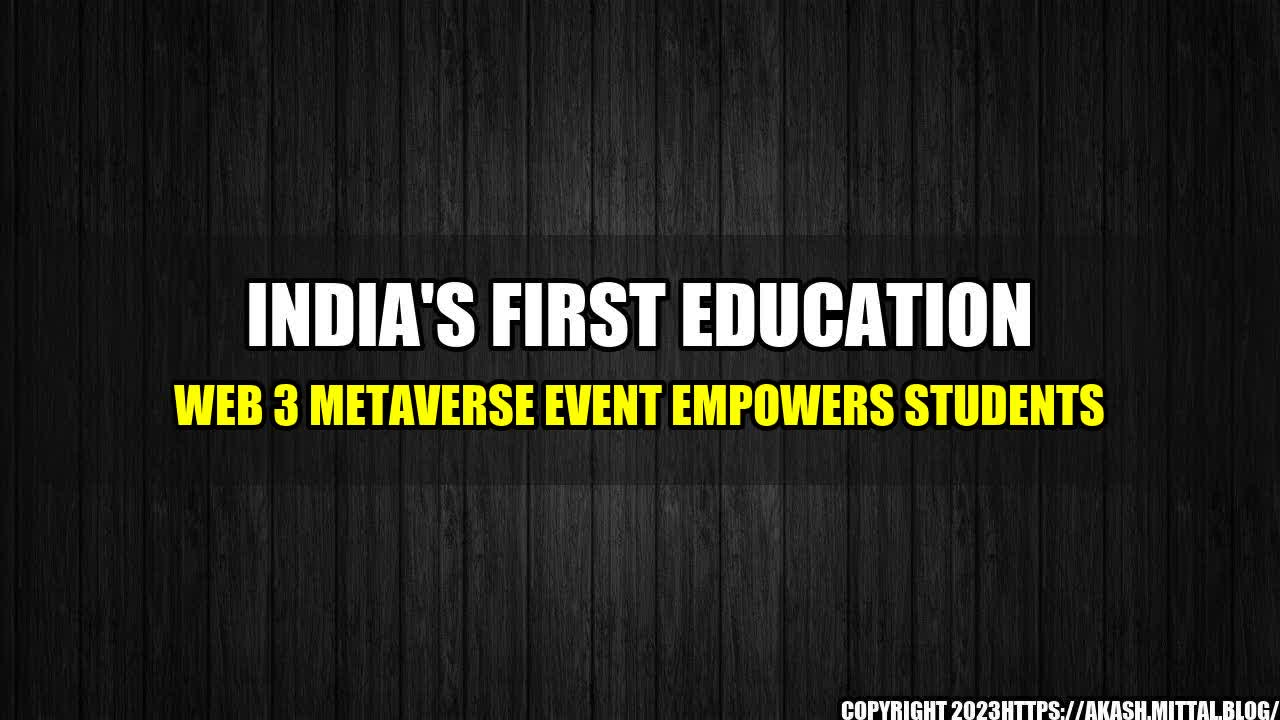 INDIA'S FIRST EDUCATION
WEB 3 METAVERSE EVENT EMPOWERS STUDENTS
COPYRIGHT 2023HTTPS://AKASH.MITTAL.BLOG/